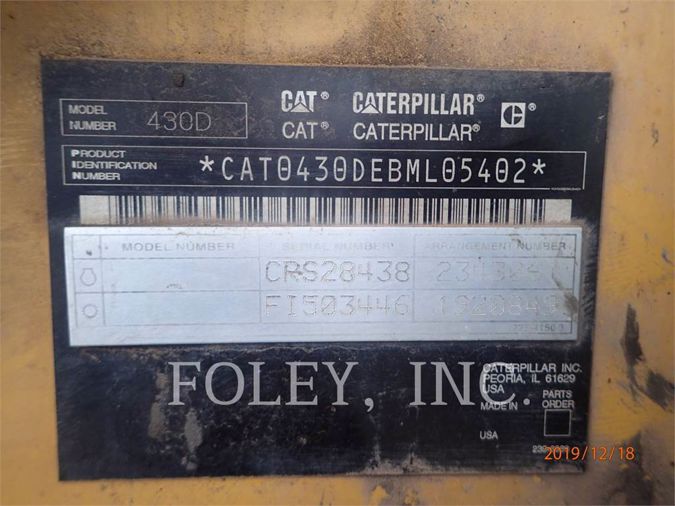 MODEL NUMBER 430D
CAT® CATERPILLAR® C®
CAT® CATERPILLAR®
PRODUCT IDENTIFICATION NUMBER *CAT0430DEBML05402*
MODEL NUMBER SERIAL NUMBER ARRANGEMENT NUMBER
CRS28438
FI503446
CATERPILLAR INC.
PEORIA, IL 61629
USA
MADE IN
USA
PARTS ORDER
FOLEY, INC.
2019/12/18